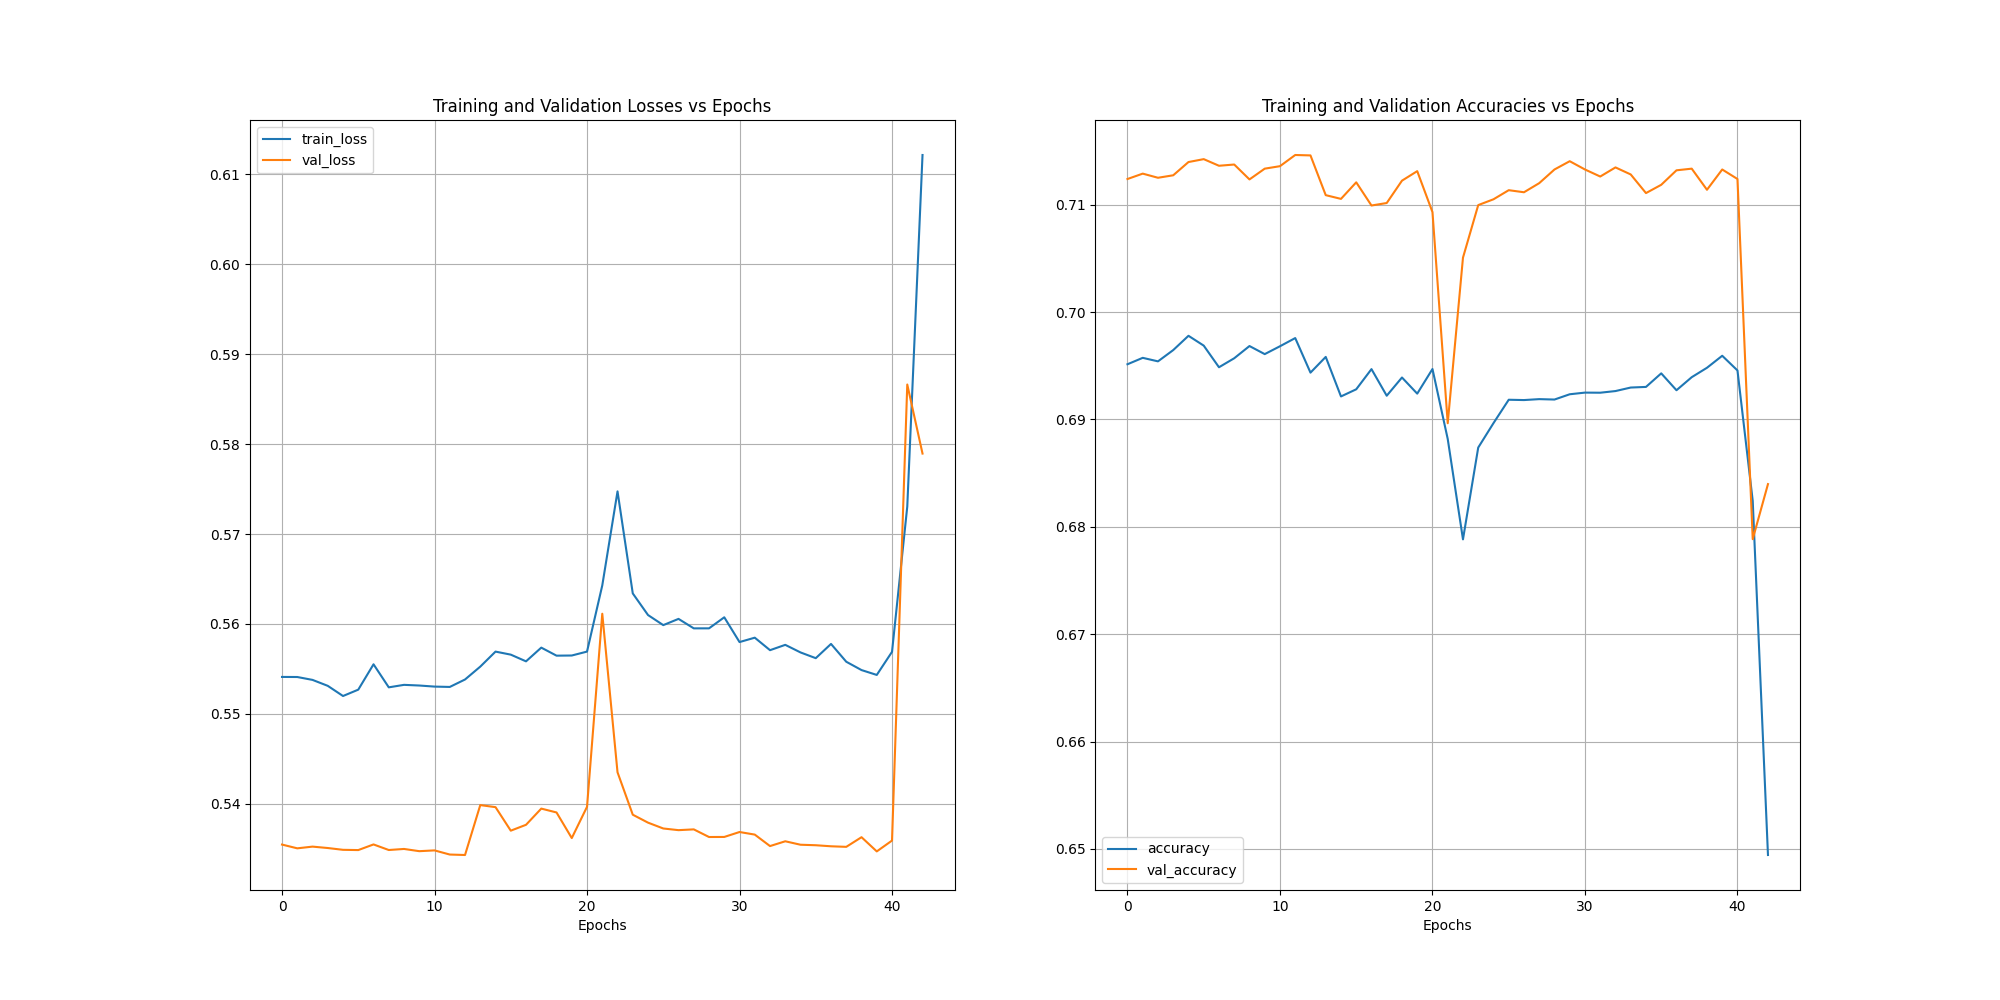 Training and Validation Losses vs Epochs
train_loss
val_loss
0.61
0.60
0.59
0.58
0.57
0.56
0.55
0.54
0 10 20 30 40
Epochs
Training and Validation Accuracies vs Epochs
0.71
0.70
0.69
0.68
0.67
0.66
0.65
accuracy
val_accuracy
0 10 20 30 40
Epochs